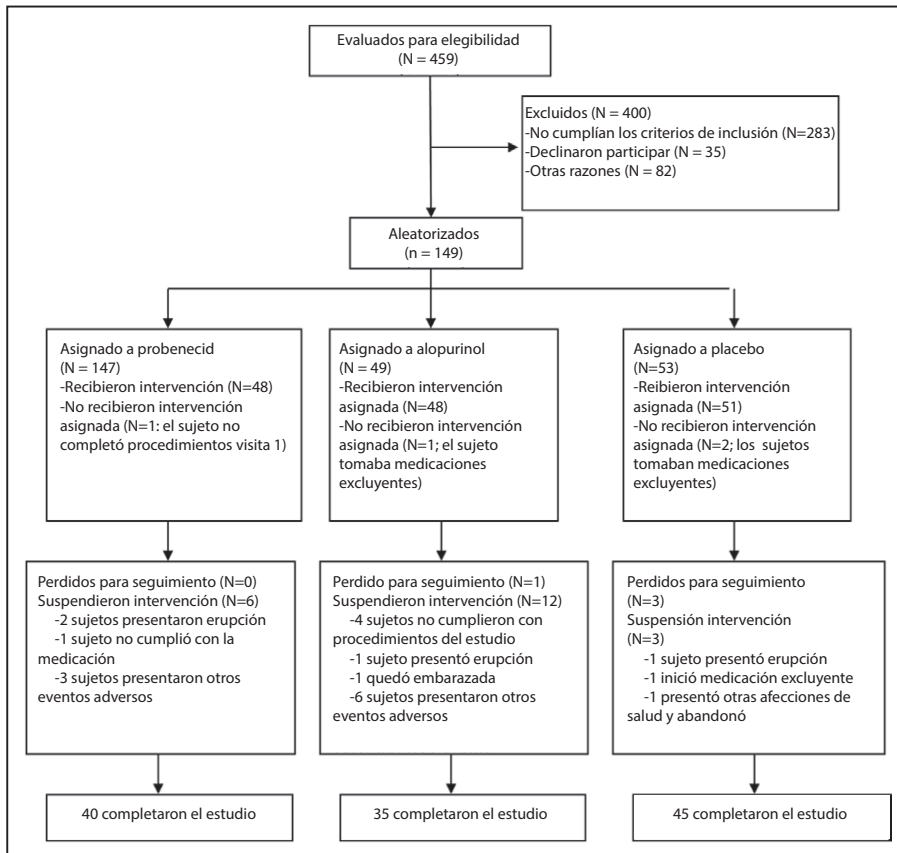 Evaluados para elegibilidad
(N = 459)
Excluidos (N = 400)
-No cumplían los criterios de inclusión (N=283)
-Declinaron participar (N = 35)
-Otras razones (N = 82)
Aleatorizados
(n = 149)
Asignado a probenecid
(N = 147)
-Recibieron intervención (N=48)
-No recibieron intervención
asignada (N=1: el sujeto no
completó procedimientos visita 1)
Asignado a alopurinol
(N = 49)
-Recibieron intervención
asignada (N=48)
-No recibieron intervención
asignada (N=1; el sujeto
tomaba medicaciones
excluyentes)
Asignado a placebo
(N=53)
-Reibieron intervención
asignada (N=51)
-No recibieron intervención
asignada (N=2; los sujetos
tomaban medicaciones
excluyentes)
Perdidos para seguimiento (N=0)
Suspendieron intervención (N=6)
-2 sujetos presentaron erupción
-1 sujeto no cumplió con la
medicación
-3 sujetos presentaron otros
eventos adversos
Perdido para seguimiento (N=1)
Suspendieron intervención (N=12)
-4 sujetos no cumplieron con
procedimientos del estudio
-1 sujeto presentó erupción
-1 quedó embarazada
-6 sujetos presentaron otros
eventos adversos
Perdidos para seguimiento
(N=3)
Suspensión intervención
(N=3)
-1 sujeto presentó erupción
-1 inició medicación excluyente
-1 presentó otras afecciones de
salud y abandonó
40 completaron el estudio
35 completaron el estudio
45 completaron el estudio